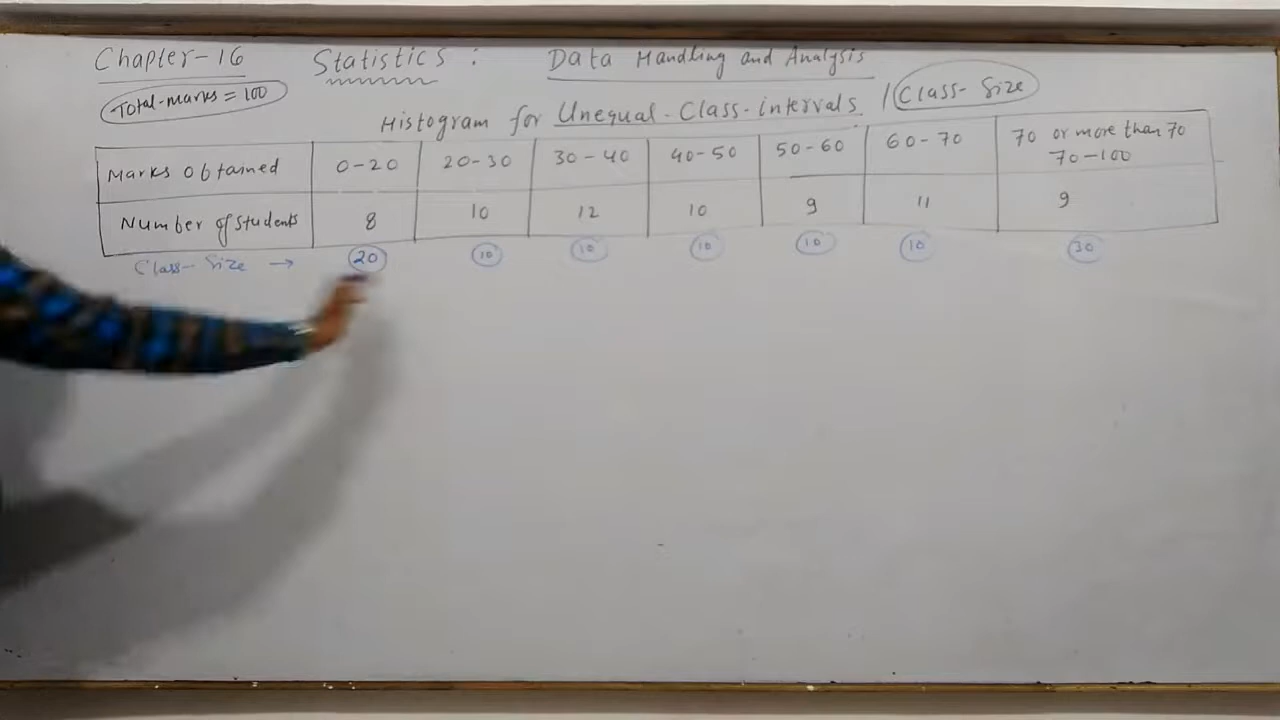 Chapter-16 Statistics : Data Handling and Analysis
Total-marks = 100
Histogram for Unequal-Class-intervals / Class-Size
Marks Obtained 0-20 20-30 30-40 40-50 50-60 60-70 70 or more than 70
70-100
Number of students 8 10 12 10 9 11 9
Class-Size → 20 10 10 10 10 10 30